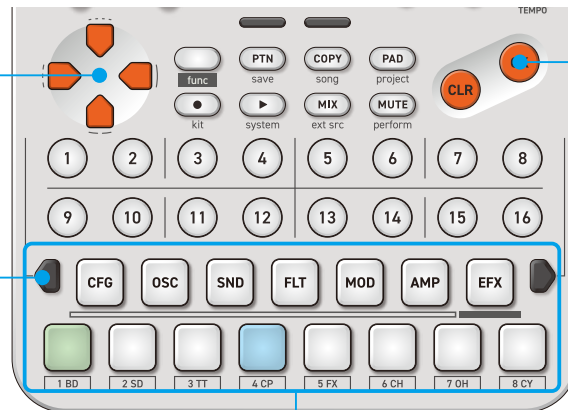 TEMPO
PTN COPY PAD
func save song project
MIX MUTE
kit system ext src perform
CLR
1 2 3 4 5 6 7 8
9 10 11 12 13 14 15 16
CFG OSC SND FLT MOD AMP EFX
1 BD 2 SD 3 TT 4 CP 5 FX 6 CH 7 OH 8 CY